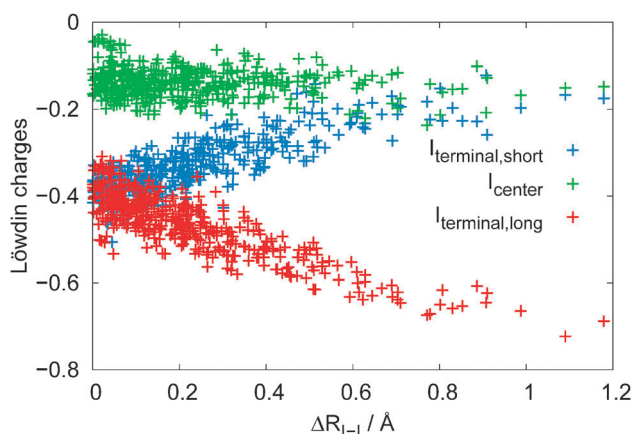 0
−0.2
−0.4
−0.6
−0.8
Löwdin charges
I_terminal,short
I_center
I_terminal,long
0 0.2 0.4 0.6 0.8 1 1.2
ΔR_I−I / Å